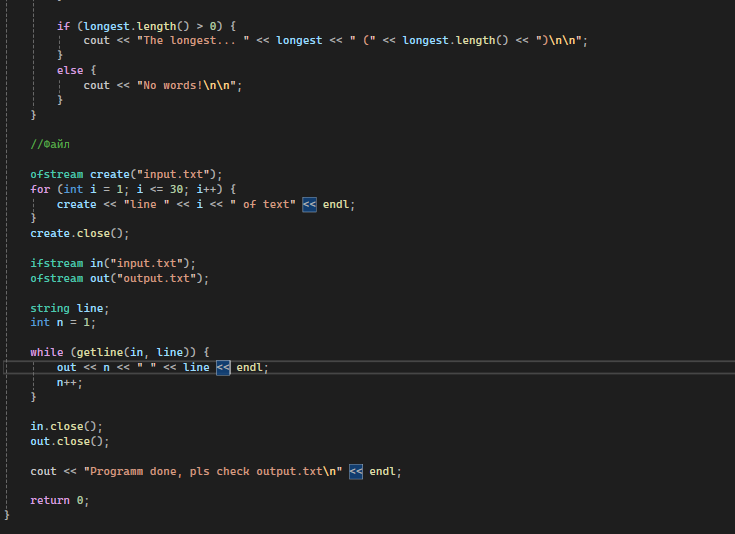 if (longest.length() > 0) {
cout << "The longest... " << longest << " (" << longest.length() << ")\n\n";
}
else {
cout << "No words!\n\n";
}
}
//Файл
ofstream create("input.txt");
for (int i = 1; i <= 30; i++) {
create << "line " << i << " of text" << endl;
}
create.close();
ifstream in("input.txt");
ofstream out("output.txt");
string line;
int n = 1;
while (getline(in, line)) {
out << n << " " << line << endl;
n++;
}
in.close();
out.close();
cout << "Programm done, pls check output.txt\n" << endl;
return 0;
}